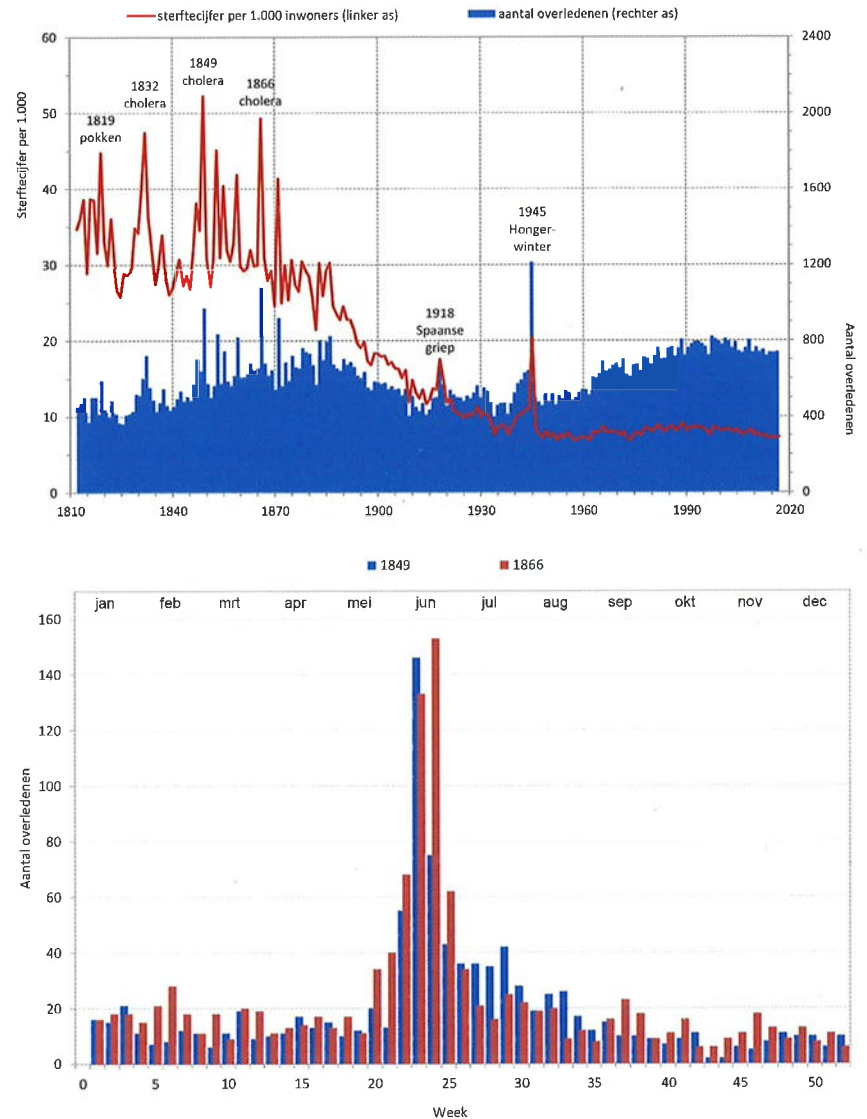 sterftecijfer per 1.000 inwoners (linker as) aantal overledenen (rechter as)
60 2400
50 2000
40 1600
30 1200
20 800
10 400
0 0
Sterftecijfer per 1.000
Aantal overledenen
1819
pokken
1832
cholera
1849
cholera
1866
cholera
1918
Spaanse
griep
1945
Honger-
winter
1810 1840 1870 1900 1930 1960 1990 2020
1849 1866
jan feb mrt apr mei jun jul aug sep okt nov dec
160
140
120
100
80
60
40
20
0
Aantal overledenen
0 5 10 15 20 25 30 35 40 45 50
Week